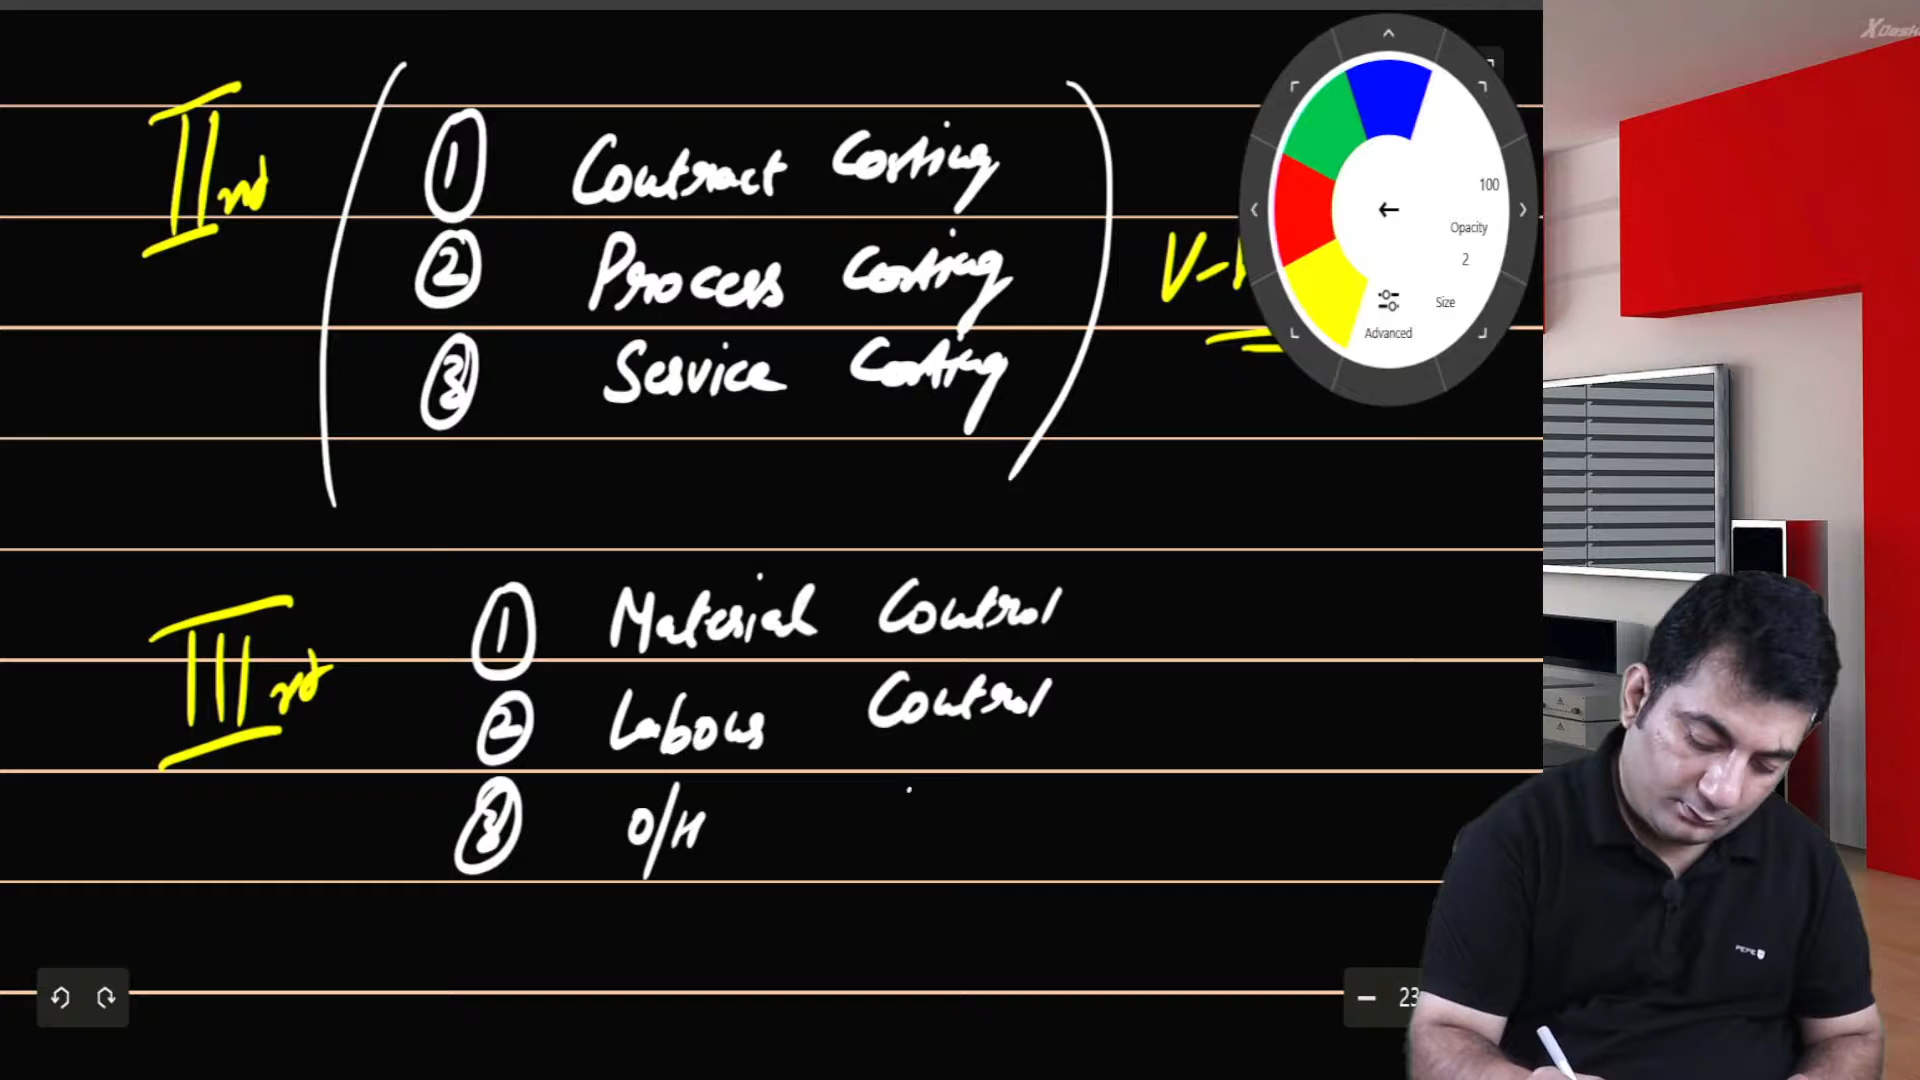 IInd
① Contract Costing
② Process Costing
③ Service Costing
V-
100
Opacity
2
Size
Advanced
IIIrd
① Material Control
② Labour Control
③ O/H
23